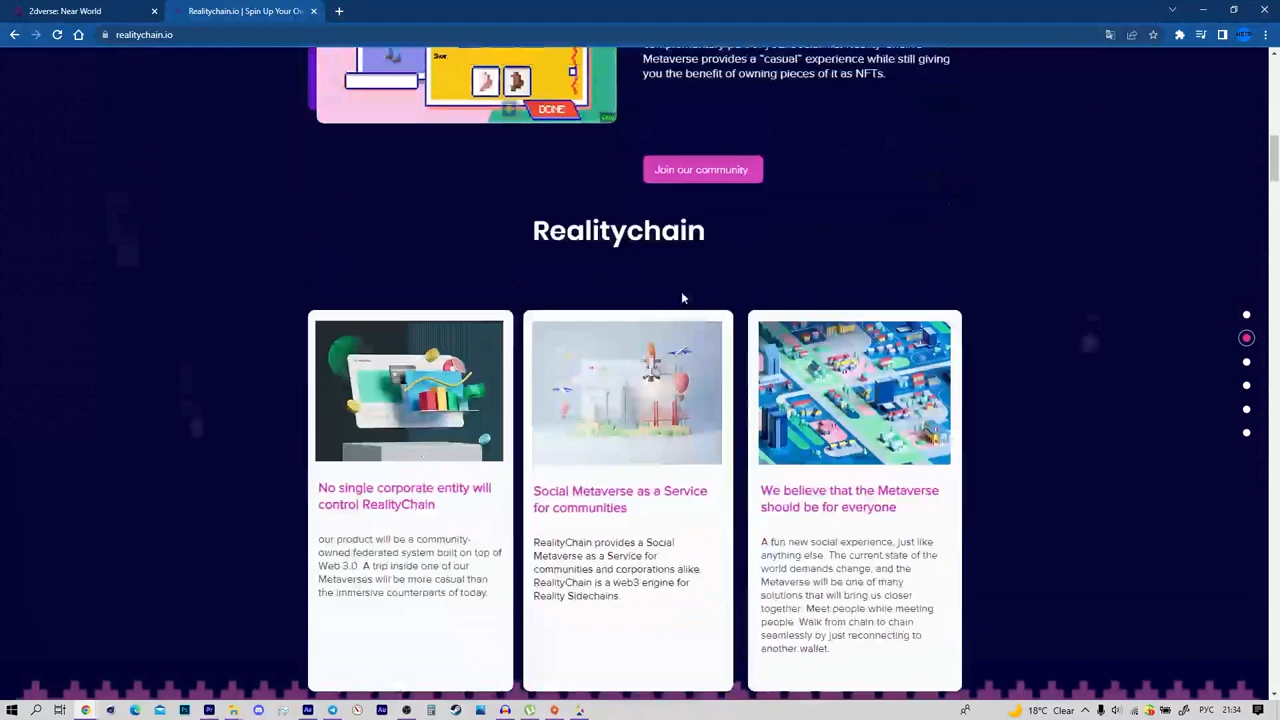 2dverse: Near World
Realitychain.io | Spin Up Your Ow
realitychain.io
Metaverse provides a "casual" experience while still giving
you the benefit of owning pieces of it as NFTs.
DONE
Join our community
Realitychain
No single corporate entity will
control RealityChain
our product will be a community-
owned federated system built on top of
Web 3.0. A trip inside one of our
Metaverses will be more casual than
the immersive counterparts of today.
Social Metaverse as a Service
for communities
RealityChain provides a Social
Metaverse as a Service for
communities and corporations alike.
RealityChain is a web3 engine for
Reality Sidechains.
We believe that the Metaverse
should be for everyone
A fun new social experience, just like
anything else. The current state of the
world demands change, and the
Metaverse will be one of many
solutions that will bring us closer
together. Meet people while meeting
people. Walk from chain to chain
seamlessly by just reconnecting to
another wallet.
18°C Clear
РУС
21:34